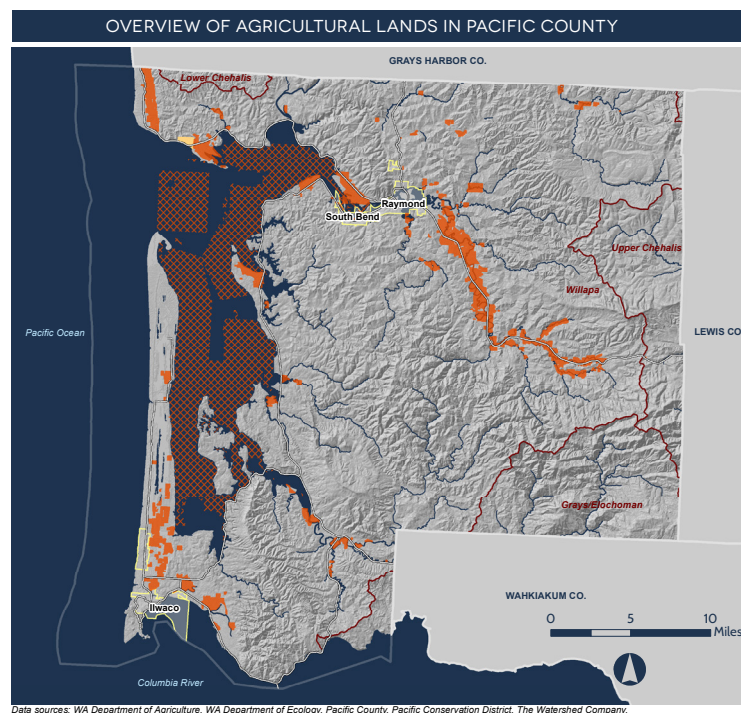 OVERVIEW OF AGRICULTURAL LANDS IN PACIFIC COUNTY
GRAYS HARBOR CO.
Lower Chehalis
Raymond
South Bend
Upper Chehalis
Willapa
Pacific Ocean
LEWIS CO
Grays/Elochoman
WAHKIAKUM CO.
Ilwaco
0 5 10
Miles
Columbia River
Data sources: WA Department of Agriculture, WA Department of Ecology, Pacific County, Pacific Conservation District, The Watershed Company.